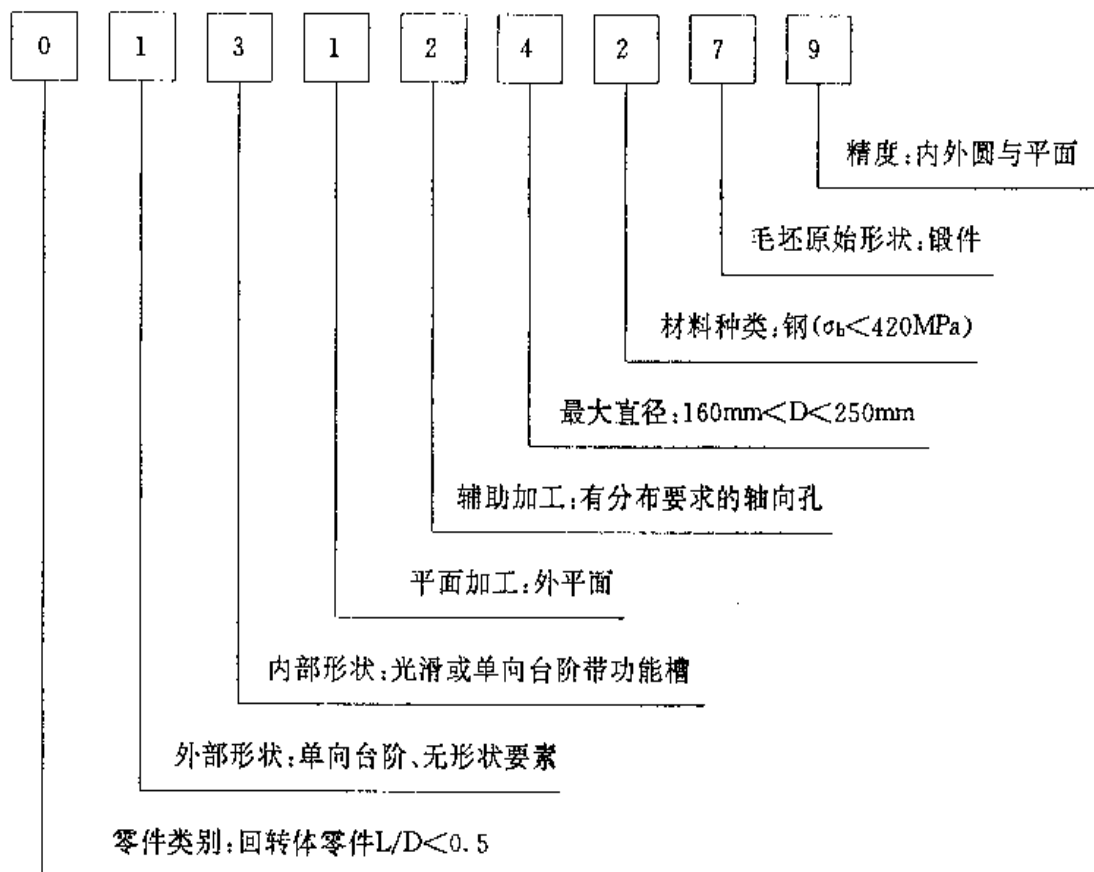 0 1 3 1 2 4 2 7 9
精度:内外圆与平面
毛坯原始形状:锻件
材料种类:钢(σb<420MPa)
最大直径:160mm<D<250mm
辅助加工:有分布要求的轴向孔
平面加工:外平面
内部形状:光滑或单向台阶带功能槽
外部形状:单向台阶、无形状要素
零件类别:回转体零件L/D<0.5